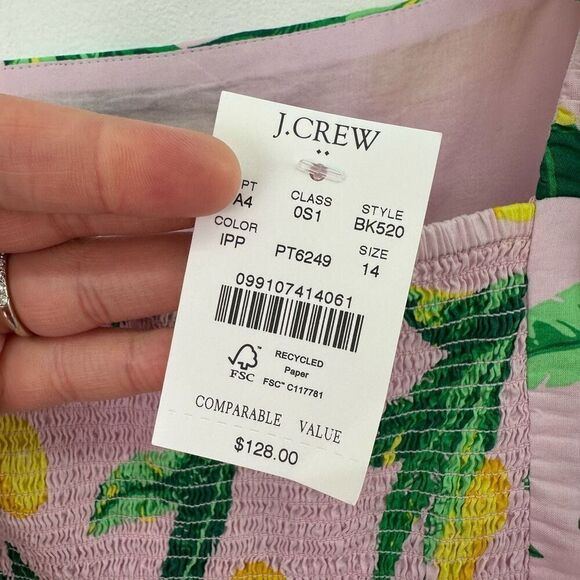 J.CREW
PT CLASS STYLE
A4 0S1 BK520
COLOR SIZE
IPP PT6249 14
099107414061
RECYCLED
Paper
FSC FSC™ C117781
COMPARABLE VALUE
$128.00